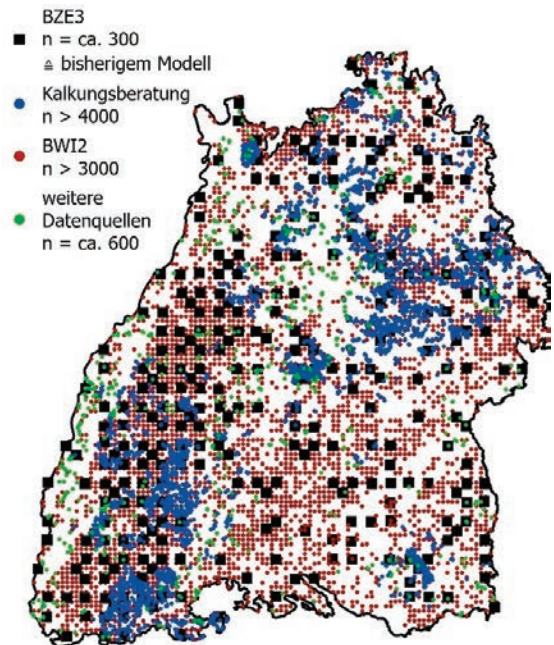 BZE3
n = ca. 300
≙ bisherigem Modell
Kalkungsberatung
n > 4000
BWI2
n > 3000
weitere
Datenquellen
n = ca. 600